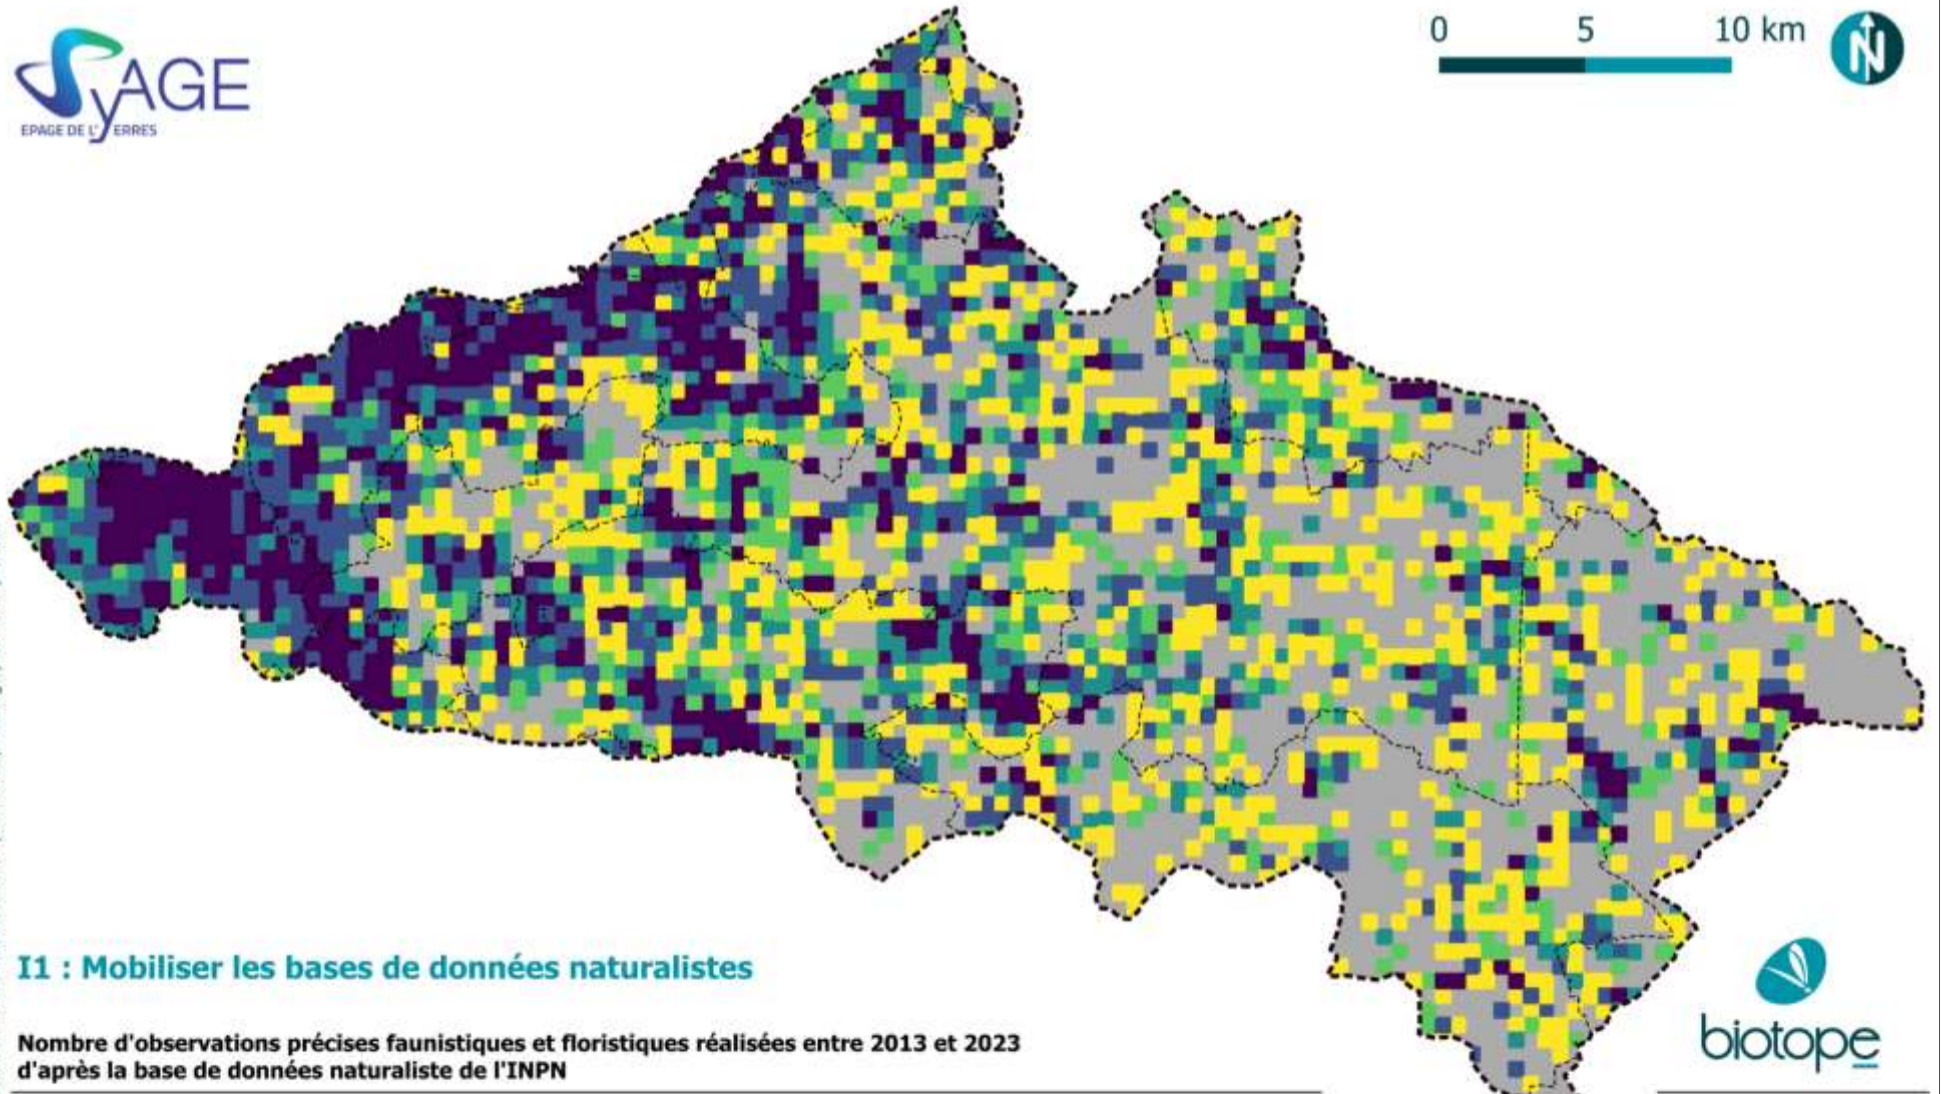 SyAGE
EPAGE DE L'YERRES
0 5 10 km
N
I1 : Mobiliser les bases de données naturalistes
Nombre d'observations précises faunistiques et floristiques réalisées entre 2013 et 2023
d'après la base de données naturaliste de l'INPN
biotope